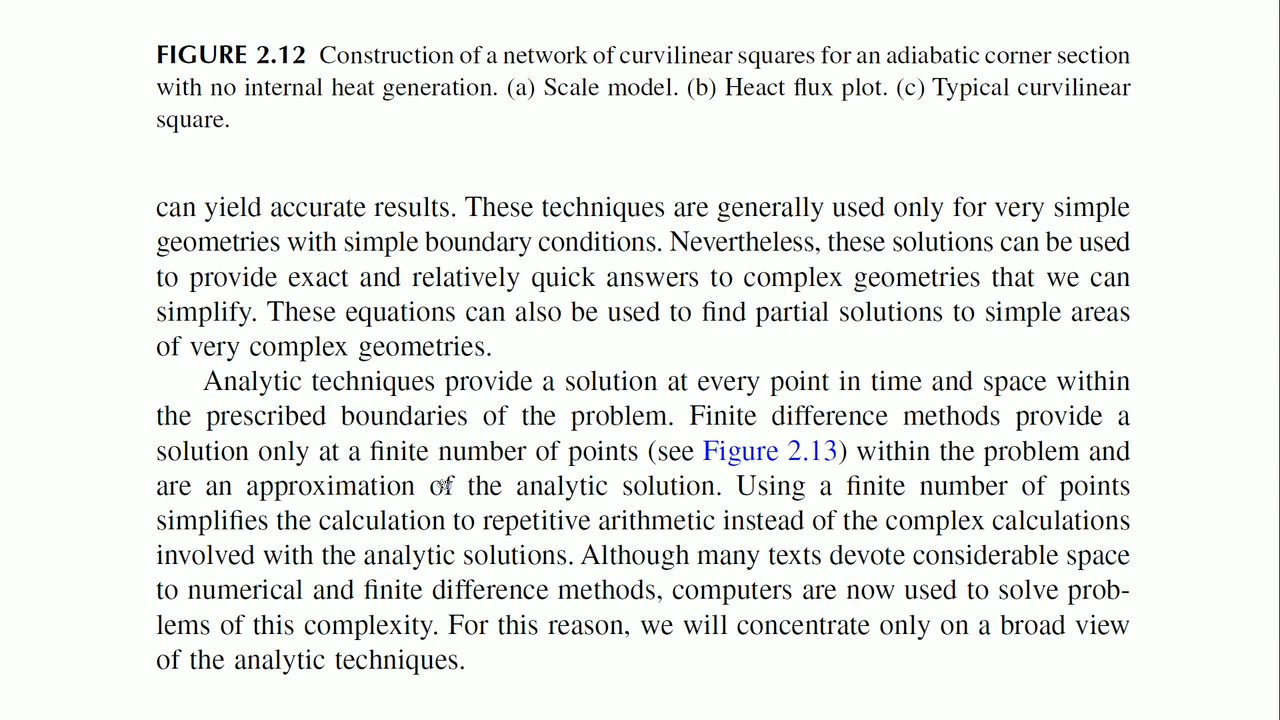 FIGURE 2.12 Construction of a network of curvilinear squares for an adiabatic corner section
with no internal heat generation. (a) Scale model. (b) Heact flux plot. (c) Typical curvilinear
square.
can yield accurate results. These techniques are generally used only for very simple
geometries with simple boundary conditions. Nevertheless, these solutions can be used
to provide exact and relatively quick answers to complex geometries that we can
simplify. These equations can also be used to find partial solutions to simple areas
of very complex geometries.
Analytic techniques provide a solution at every point in time and space within
the prescribed boundaries of the problem. Finite difference methods provide a
solution only at a finite number of points (see Figure 2.13) within the problem and
are an approximation of the analytic solution. Using a finite number of points
simplifies the calculation to repetitive arithmetic instead of the complex calculations
involved with the analytic solutions. Although many texts devote considerable space
to numerical and finite difference methods, computers are now used to solve prob-
lems of this complexity. For this reason, we will concentrate only on a broad view
of the analytic techniques.